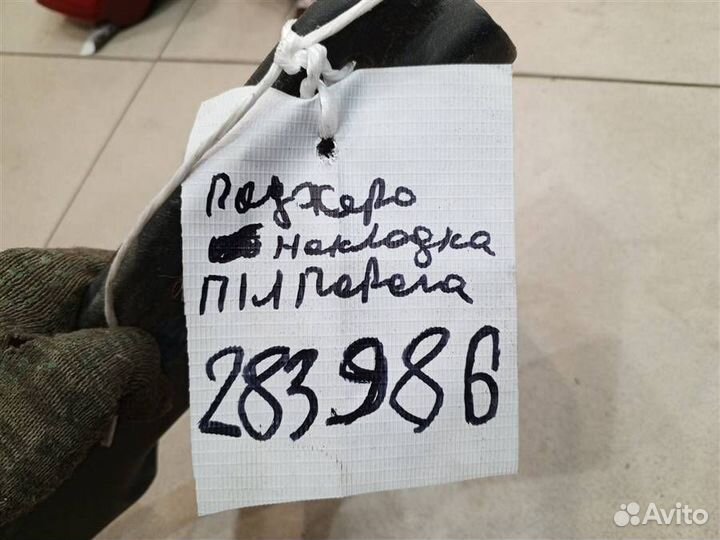 Паджеро
накладка
П/Л Порога
283986
Avito